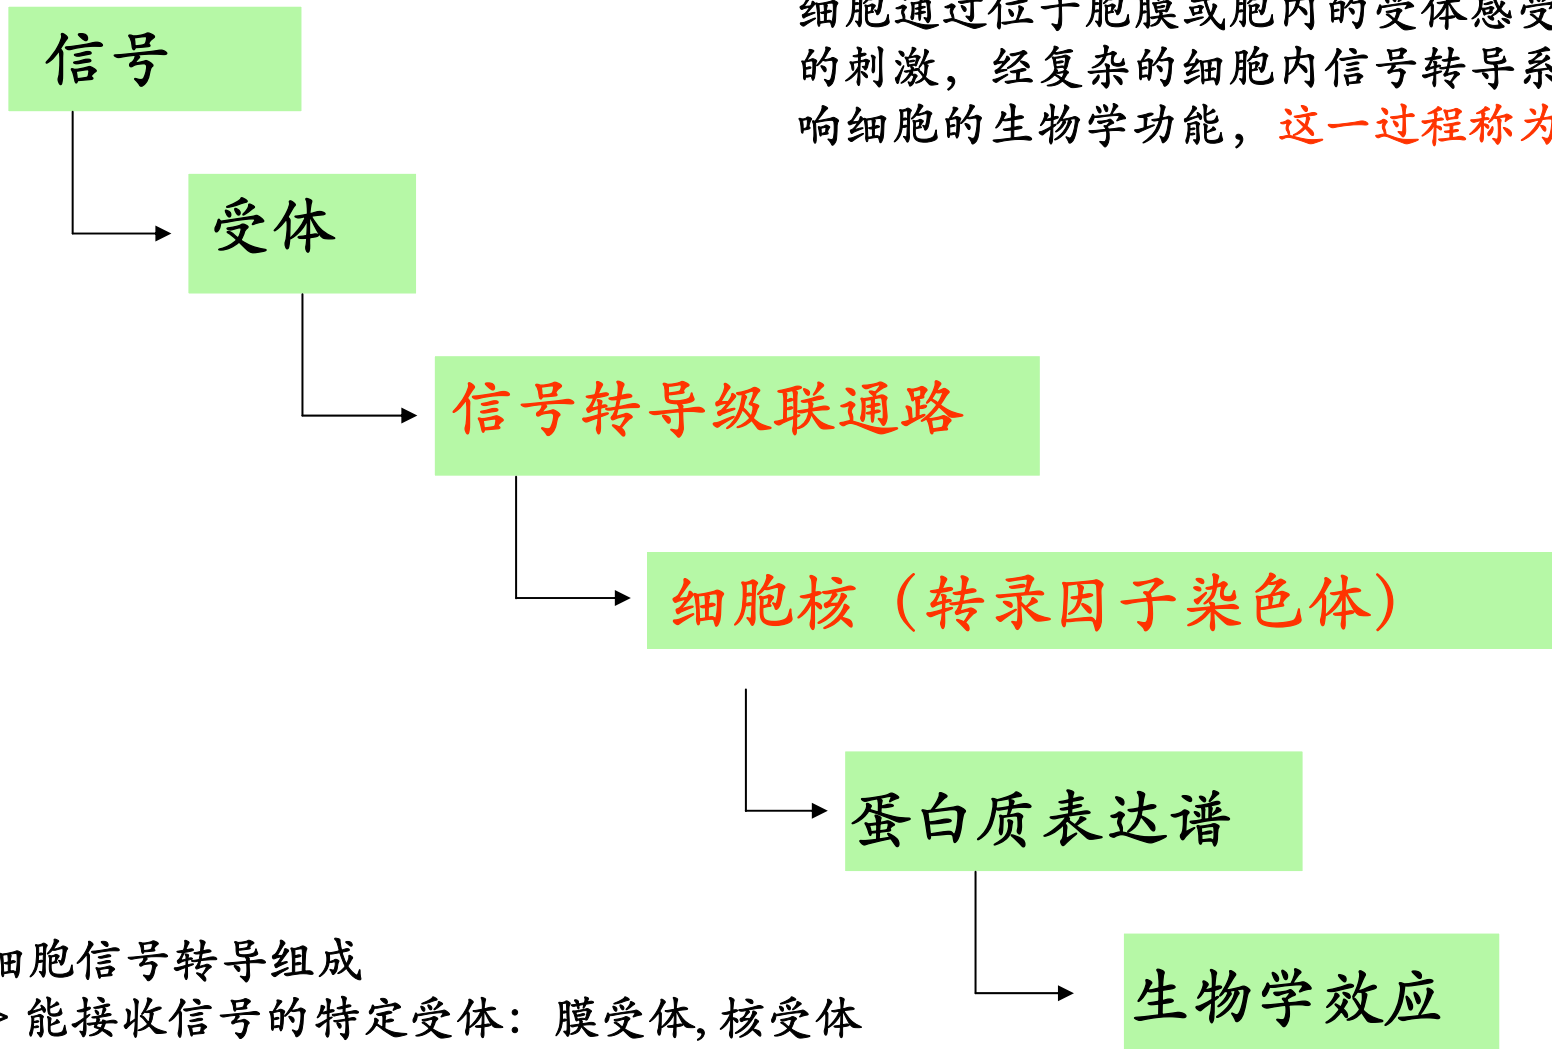 细胞通过位于胞膜或胞内的受体感受
的刺激，经复杂的细胞内信号转导系
响细胞的生物学功能，这一过程称为
信号
受体
信号转导级联通路
细胞核（转录因子染色体）
蛋白质表达谱
生物学效应
细胞信号转导组成
➢ 能接收信号的特定受体：膜受体,核受体